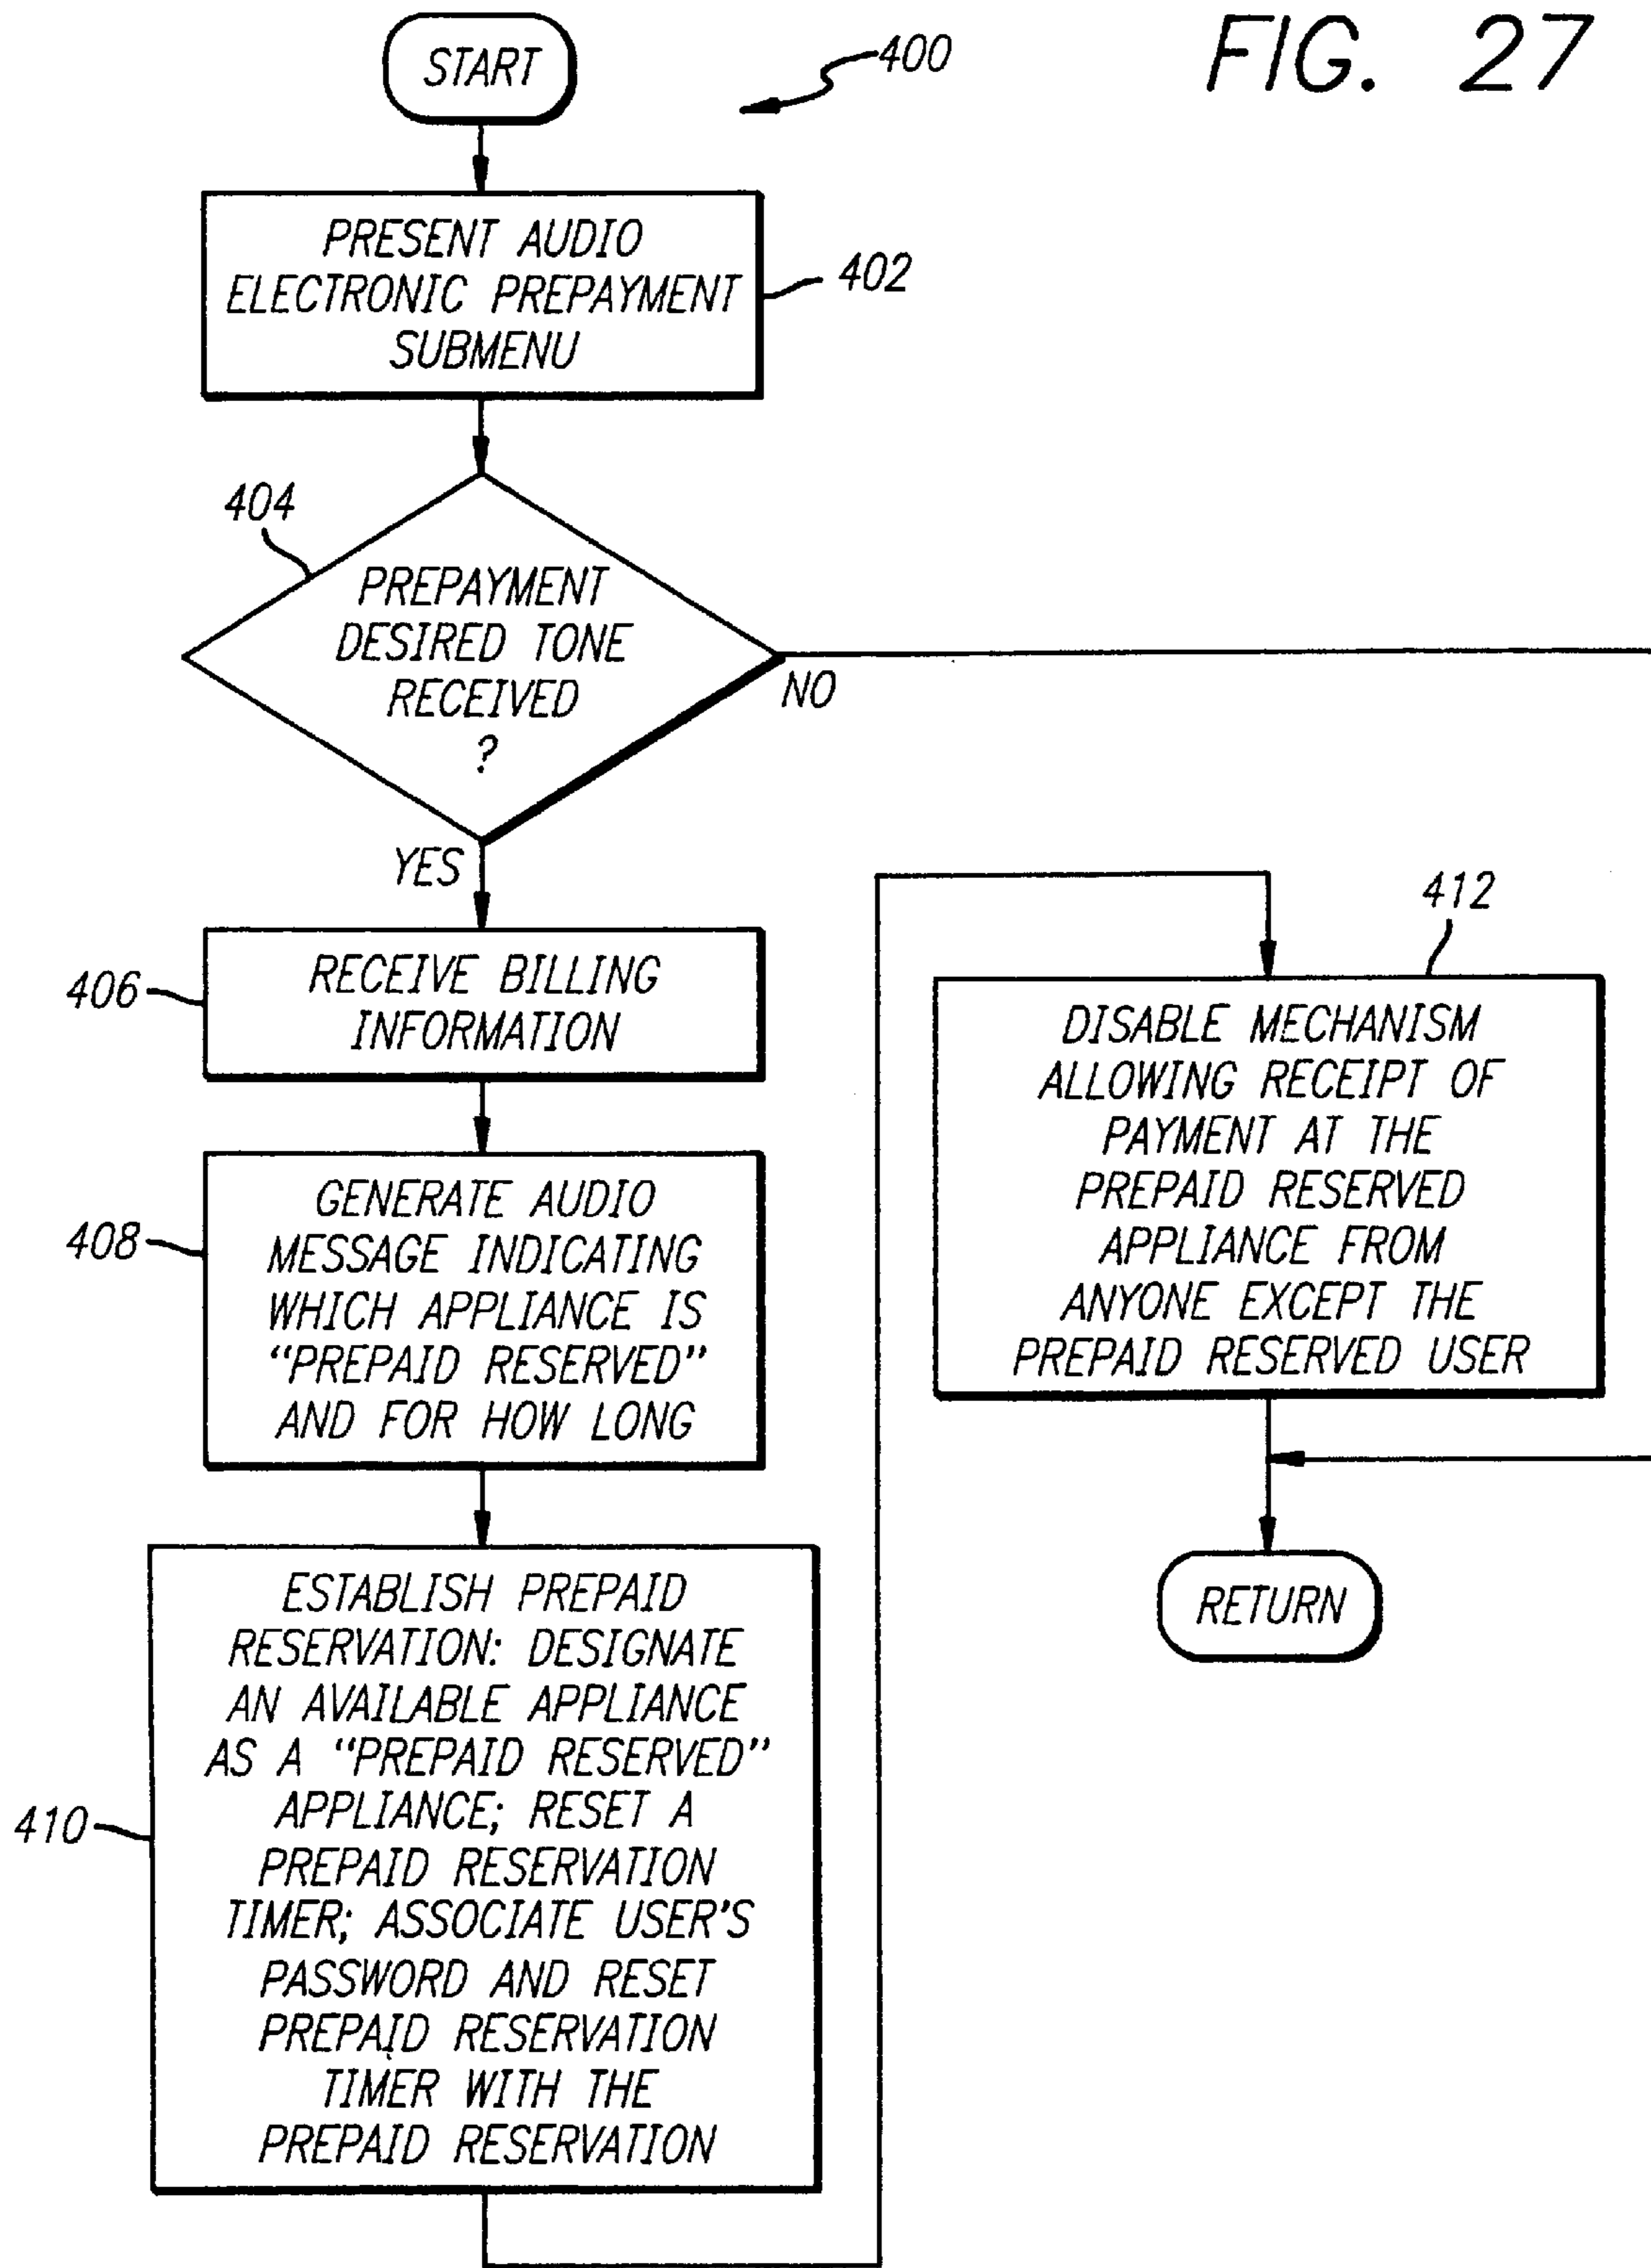 FIG. 27
START
400
PRESENT AUDIO
ELECTRONIC PREPAYMENT
SUBMENU
402
404
PREPAYMENT
DESIRED TONE
RECEIVED
?
NO
YES
406
RECEIVE BILLING
INFORMATION
408
GENERATE AUDIO
MESSAGE INDICATING
WHICH APPLIANCE IS
“PREPAID RESERVED”
AND FOR HOW LONG
410
ESTABLISH PREPAID
RESERVATION: DESIGNATE
AN AVAILABLE APPLIANCE
AS A “PREPAID RESERVED”
APPLIANCE; RESET A
PREPAID RESERVATION
TIMER; ASSOCIATE USER'S
PASSWORD AND RESET
PREPAID RESERVATION
TIMER WITH THE
PREPAID RESERVATION
412
DISABLE MECHANISM
ALLOWING RECEIPT OF
PAYMENT AT THE
PREPAID RESERVED
APPLIANCE FROM
ANYONE EXCEPT THE
PREPAID RESERVED USER
RETURN